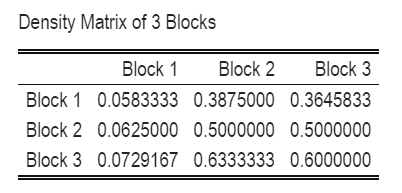 Density Matrix of 3 Blocks
Block 1 Block 2 Block 3
Block 1 0.0583333 0.3875000 0.3645833
Block 2 0.0625000 0.5000000 0.5000000
Block 3 0.0729167 0.6333333 0.6000000